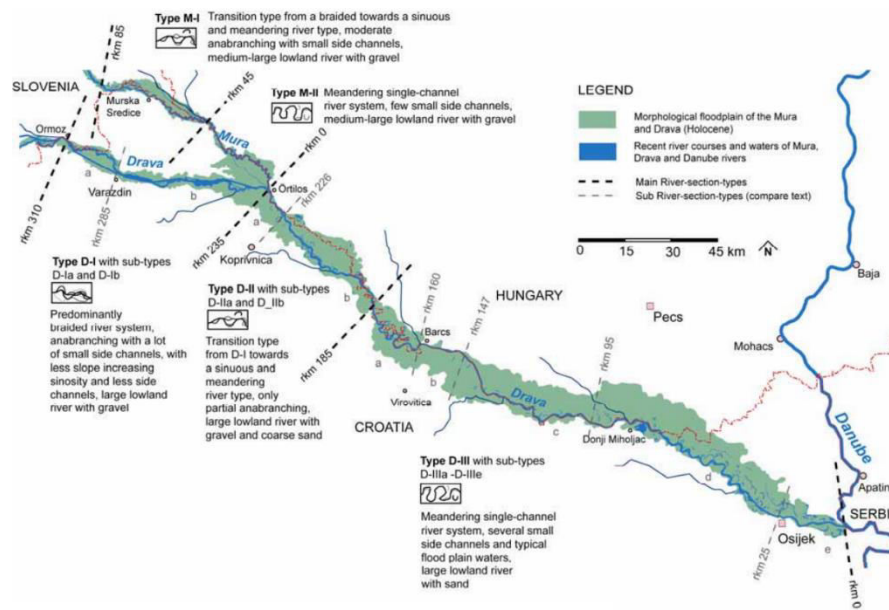 Type M-I Transition type from a braided towards a sinuous
and meandering river type, moderate
anabranching with small side channels,
medium-large lowland river with gravel
rkm 85
SLOVENIA
Murska
Sredice
rkm 45
Type M-II Meandering single-channel
river system, few small side channels,
medium-large lowland river with gravel
LEGEND
Morphological floodplain of the Mura
and Drava (Holocene)
Recent river courses and waters of Mura,
Drava and Danube rivers
Main River-section-types
Sub River-section-types (compare text)
0 15 30 45 km
N
Ormoz
Mura
rkm 0
Drava
a
Varazdin
b
Ortilos
rkm 226
rkm 310
rkm 285
a
rkm 235
Koprivnica
Type D-I with sub-types
D-Ia and D-Ib
Predominantly
braided river system,
anabranching with a lot
of small side channels, with
less slope increasing
sinosity and less side
channels, large lowland
river with gravel
Type D-II with sub-types
D-IIa and D_IIb
Transition type
from D-I towards
a sinuous and
meandering
river type, only
partial anabranching,
large lowland river with
gravel and coarse sand
b
rkm 185
rkm 160
rkm 147
HUNGARY
Pecs
Baja
Mohacs
Barcs
a
b
Virovitica
CROATIA
rkm 95
Drava
c
Donji Miholjac
d
Danube
Apatin
SERBI
Type D-III with sub-types
D-IIIa -D-IIIe
Meandering single-channel
river system, several small
side channels and typical
flood plain waters,
large lowland river
with sand
rkm 25
Osijek
e
rkm 0